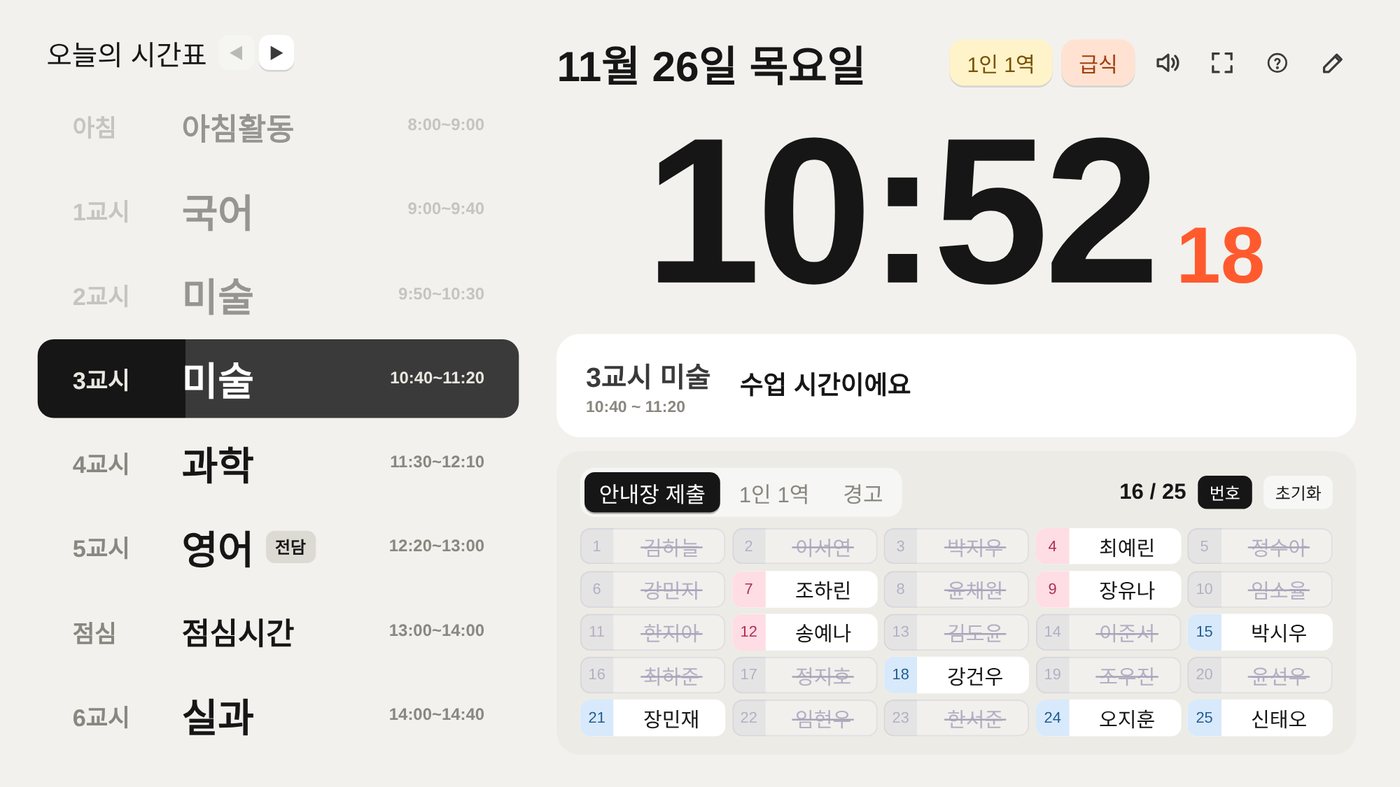 오늘의 시간표
아침 아침활동 8:00~9:00
1교시 국어 9:00~9:40
2교시 미술 9:50~10:30
3교시 미술 10:40~11:20
4교시 과학 11:30~12:10
5교시 영어 전담 12:20~13:00
점심 점심시간 13:00~14:00
6교시 실과 14:00~14:40
11월 26일 목요일
1인 1역 급식
10:52 18
3교시 미술 수업 시간이에요
10:40 ~ 11:20
안내장 제출 1인 1역 경고 16 / 25 번호 초기화
1 김하늘 2 이서연 3 박지우 4 최예린 5 정수아
6 강민지 7 조하린 8 윤채원 9 장유나 10 임소율
11 한지아 12 송예나 13 김도윤 14 이준서 15 박시우
16 최하준 17 정지호 18 강건우 19 조우진 20 윤선우
21 장민재 22 임현우 23 한서준 24 오지훈 25 신태오